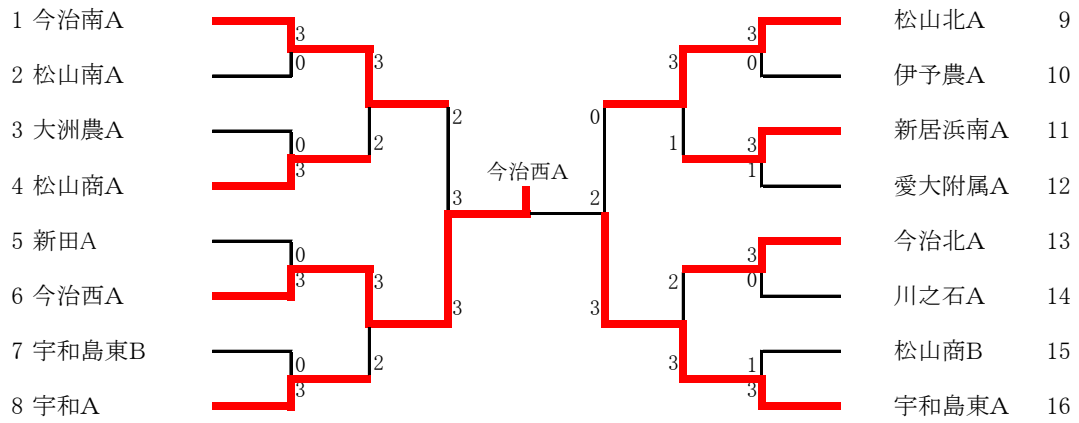 1 今治南A
2 松山南A
3 大洲農A
4 松山商A
5 新田A
6 今治西A
7 宇和島東B
8 宇和A
3
0
0
3
0
3
0
3
3
2
3
2
2
3
3
今治西A
2
0
3
3
1
2
3
3
0
3
1
3
0
1
3
松山北A 9
伊予農A 10
新居浜南A 11
愛大附属A 12
今治北A 13
川之石A 14
松山商B 15
宇和島東A 16